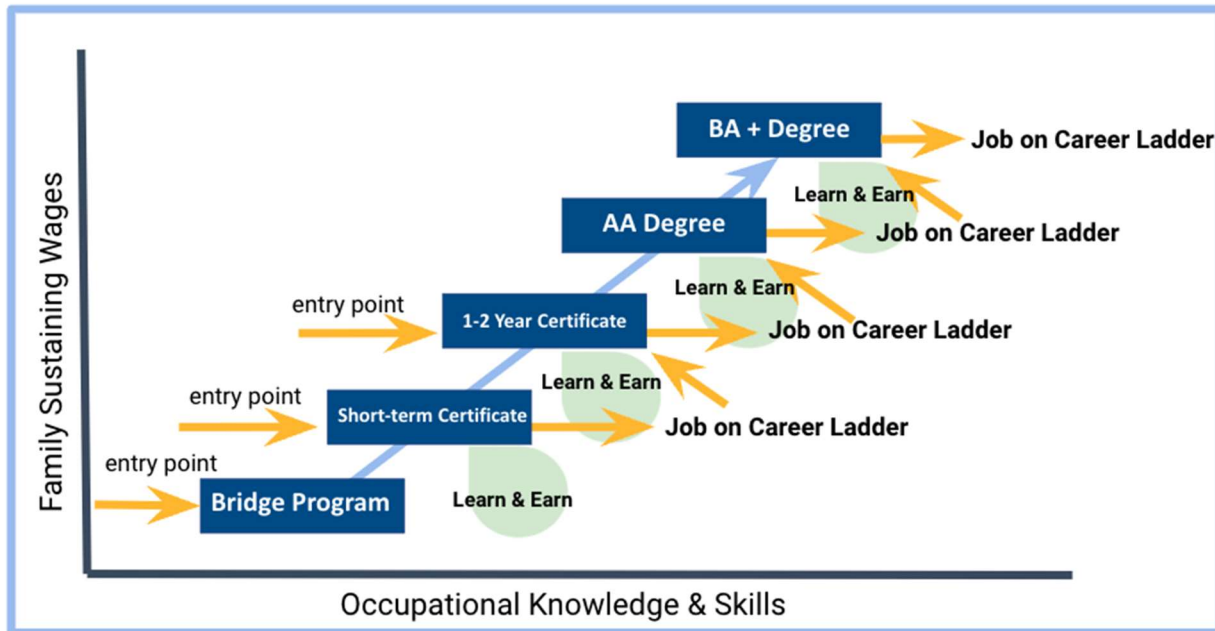 BA + Degree
Job on Career Ladder
Learn & Earn
AA Degree
Job on Career Ladder
Learn & Earn
entry point
1-2 Year Certificate
Job on Career Ladder
Learn & Earn
entry point
Short-term Certificate
Job on Career Ladder
entry point
Bridge Program
Learn & Earn
Family Sustaining Wages
Occupational Knowledge & Skills